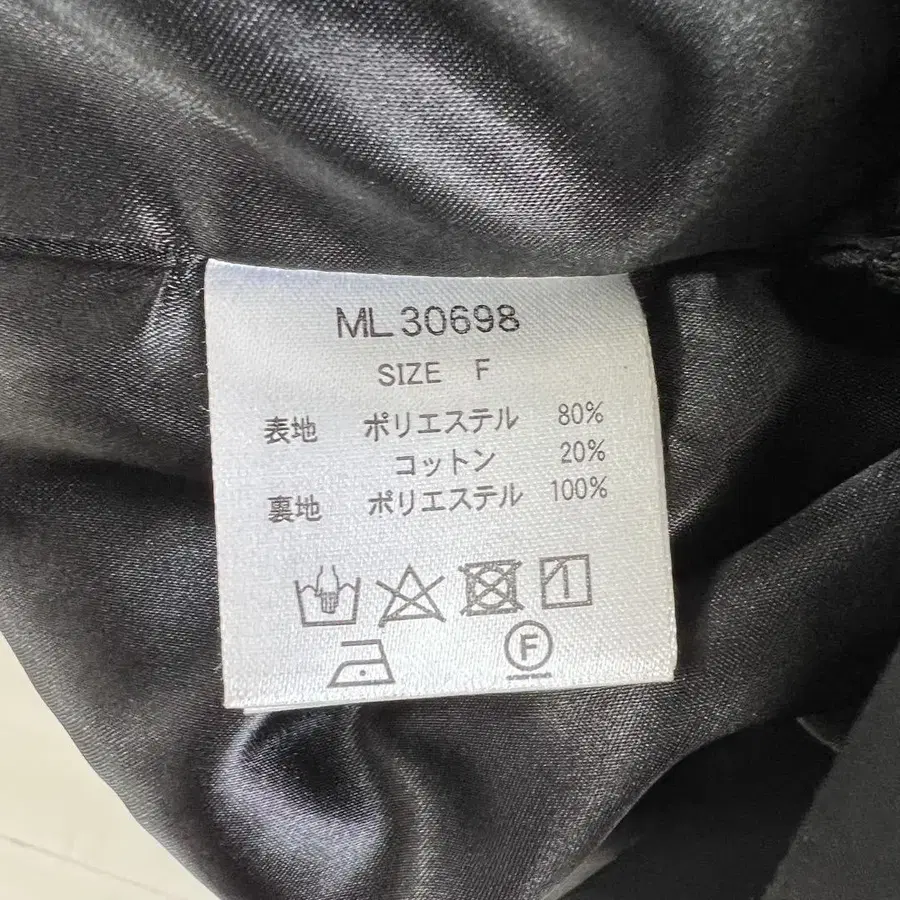 ML 30698
SIZE F
表地 ポリエステル 80%
コットン 20%
裏地 ポリエステル 100%
F